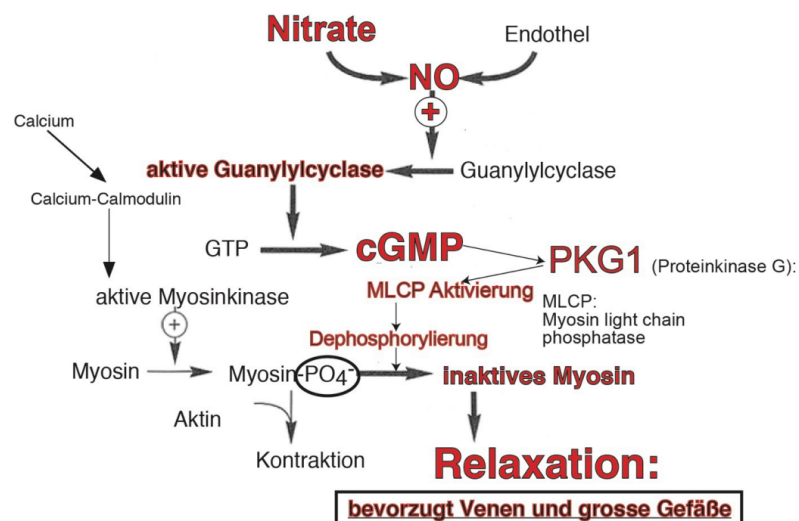 Nitrate
Endothel
NO
+
Calcium
aktive Guanylylcyclase
Guanylylcyclase
Calcium-Calmodulin
GTP
cGMP
PKG1 (Proteinkinase G):
MLCP Aktivierung
aktive Myosinkinase
MLCP:
Myosin light chain
phosphatase
+
Dephosphorylierung
Myosin
Myosin-PO4-
inaktives Myosin
Aktin
Kontraktion
Relaxation:
bevorzugt Venen und grosse Gefäße